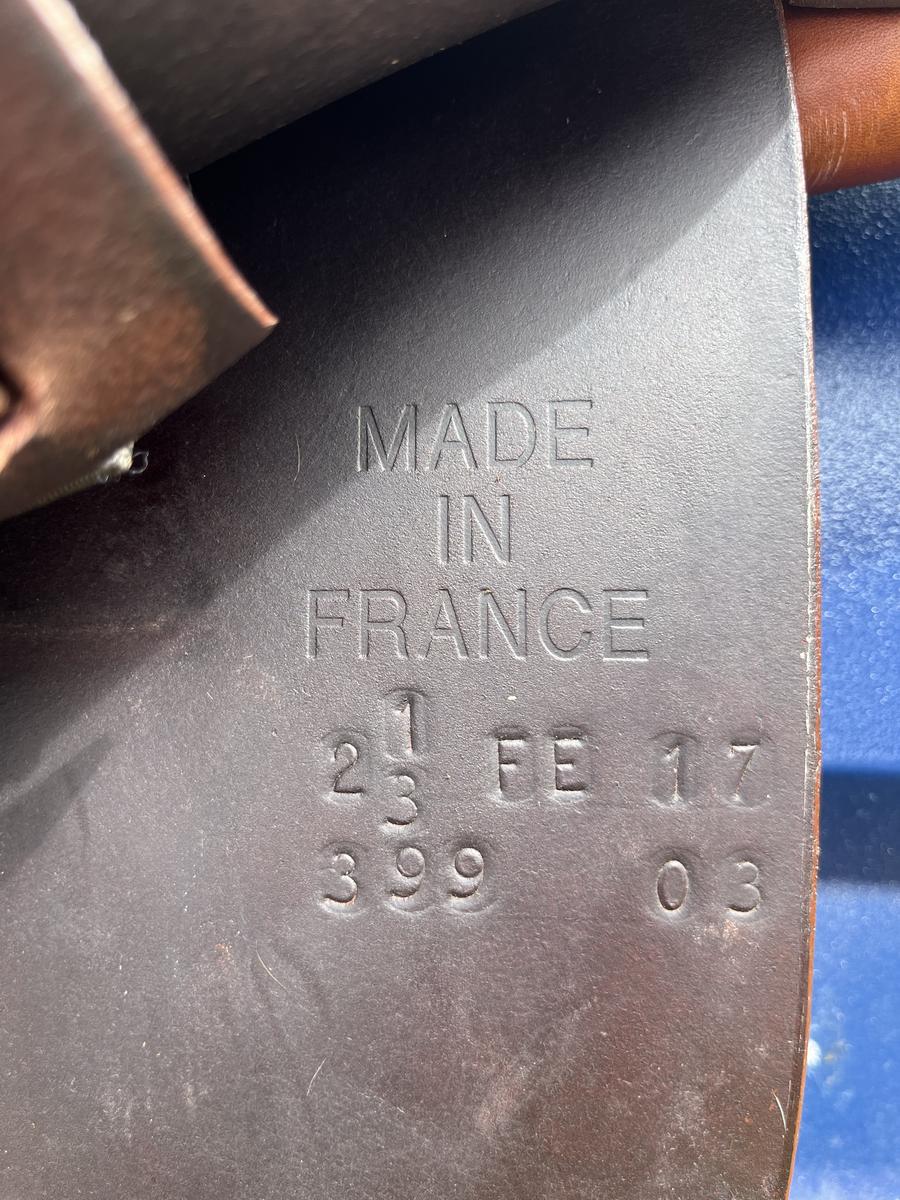 MADE
IN
FRANCE
2 1/3 FE 17
399 03